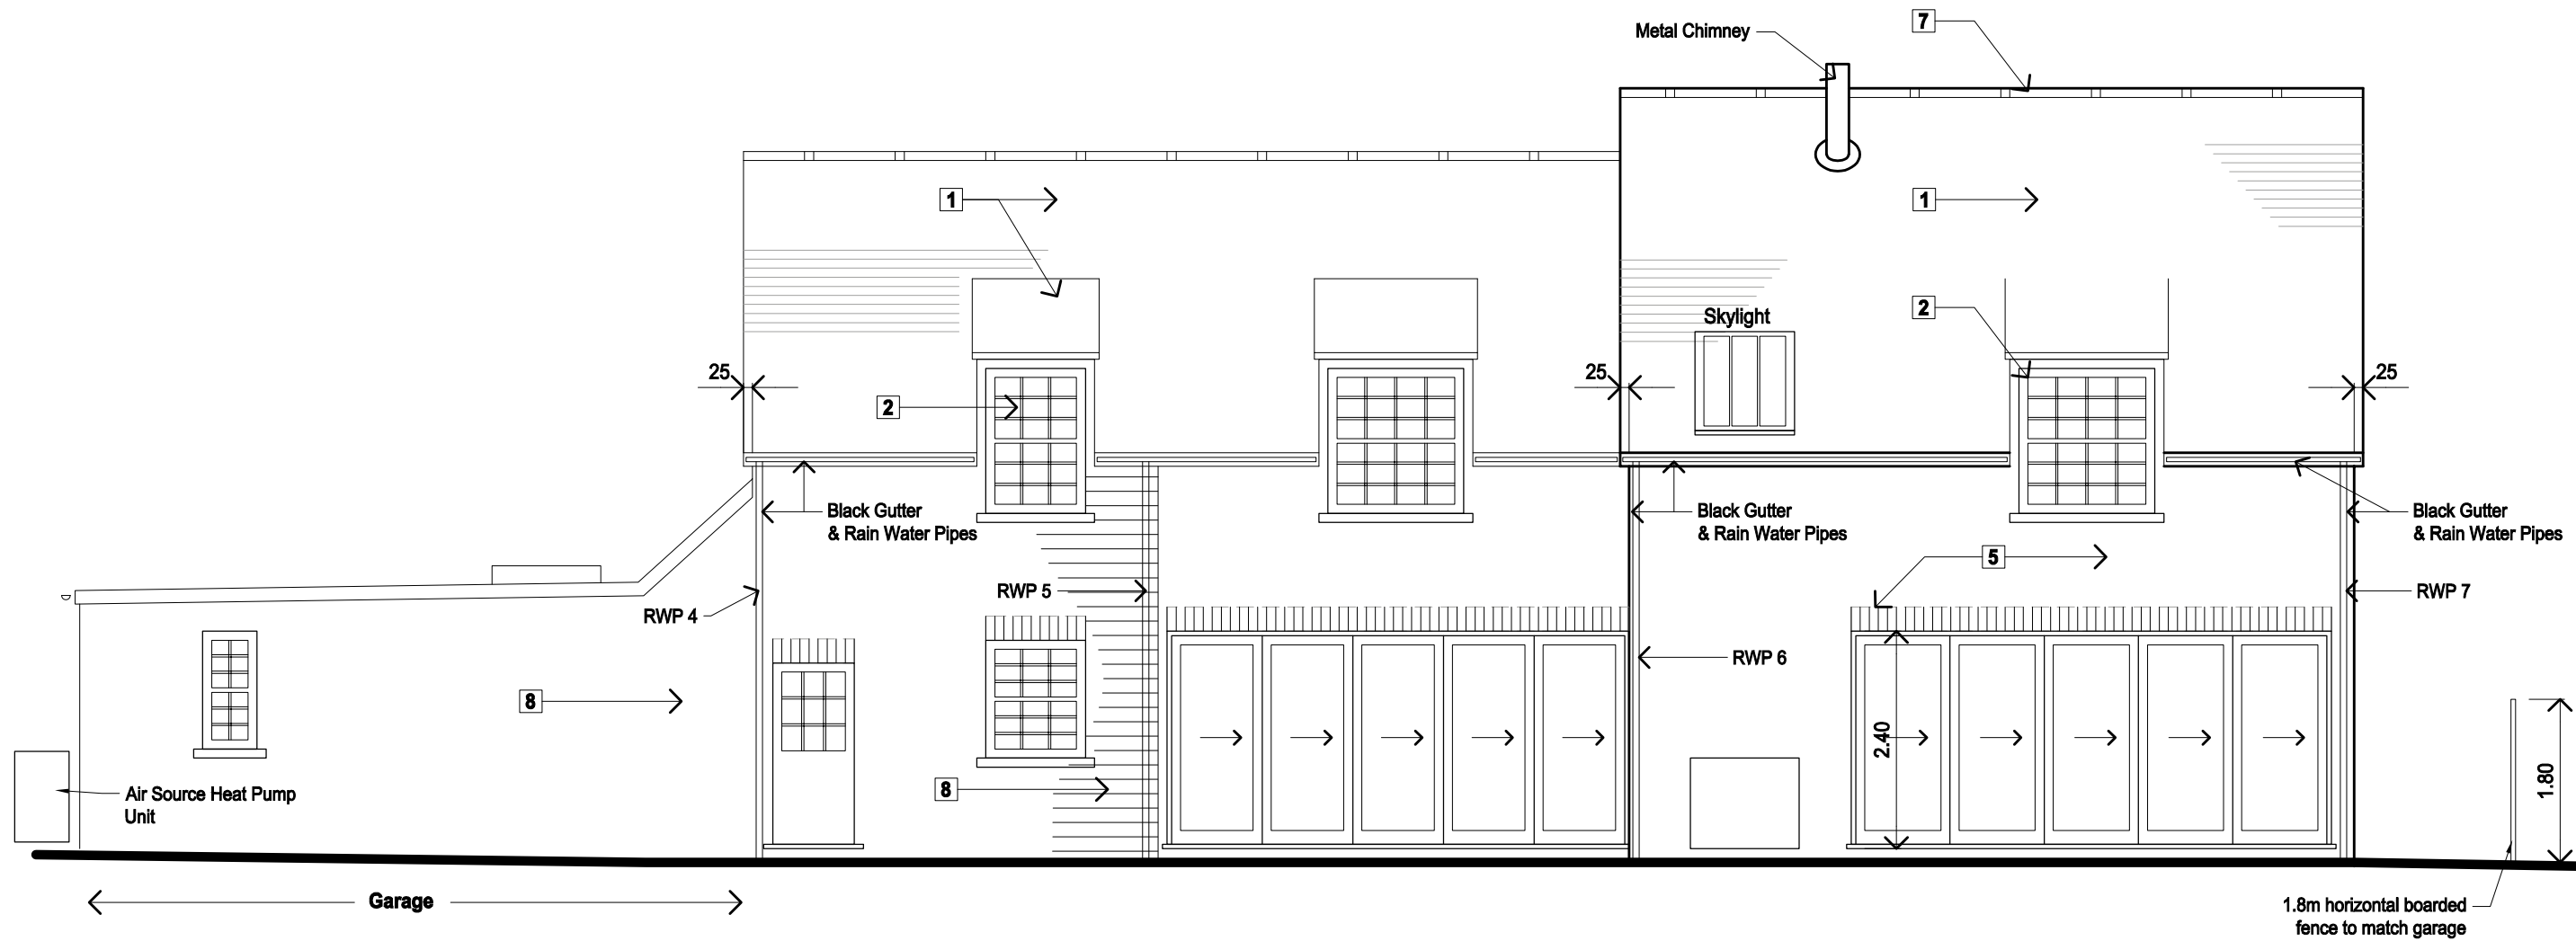 7
Metal Chimney
1
1
2
Skylight
25
25
25
2
Black Gutter
& Rain Water Pipes
Black Gutter
& Rain Water Pipes
Black Gutter
& Rain Water Pipes
5
RWP 5
RWP 7
RWP 4
RWP 6
8
2.40
1.80
8
Air Source Heat Pump
Unit
Garage
1.8m horizontal boarded
fence to match garage